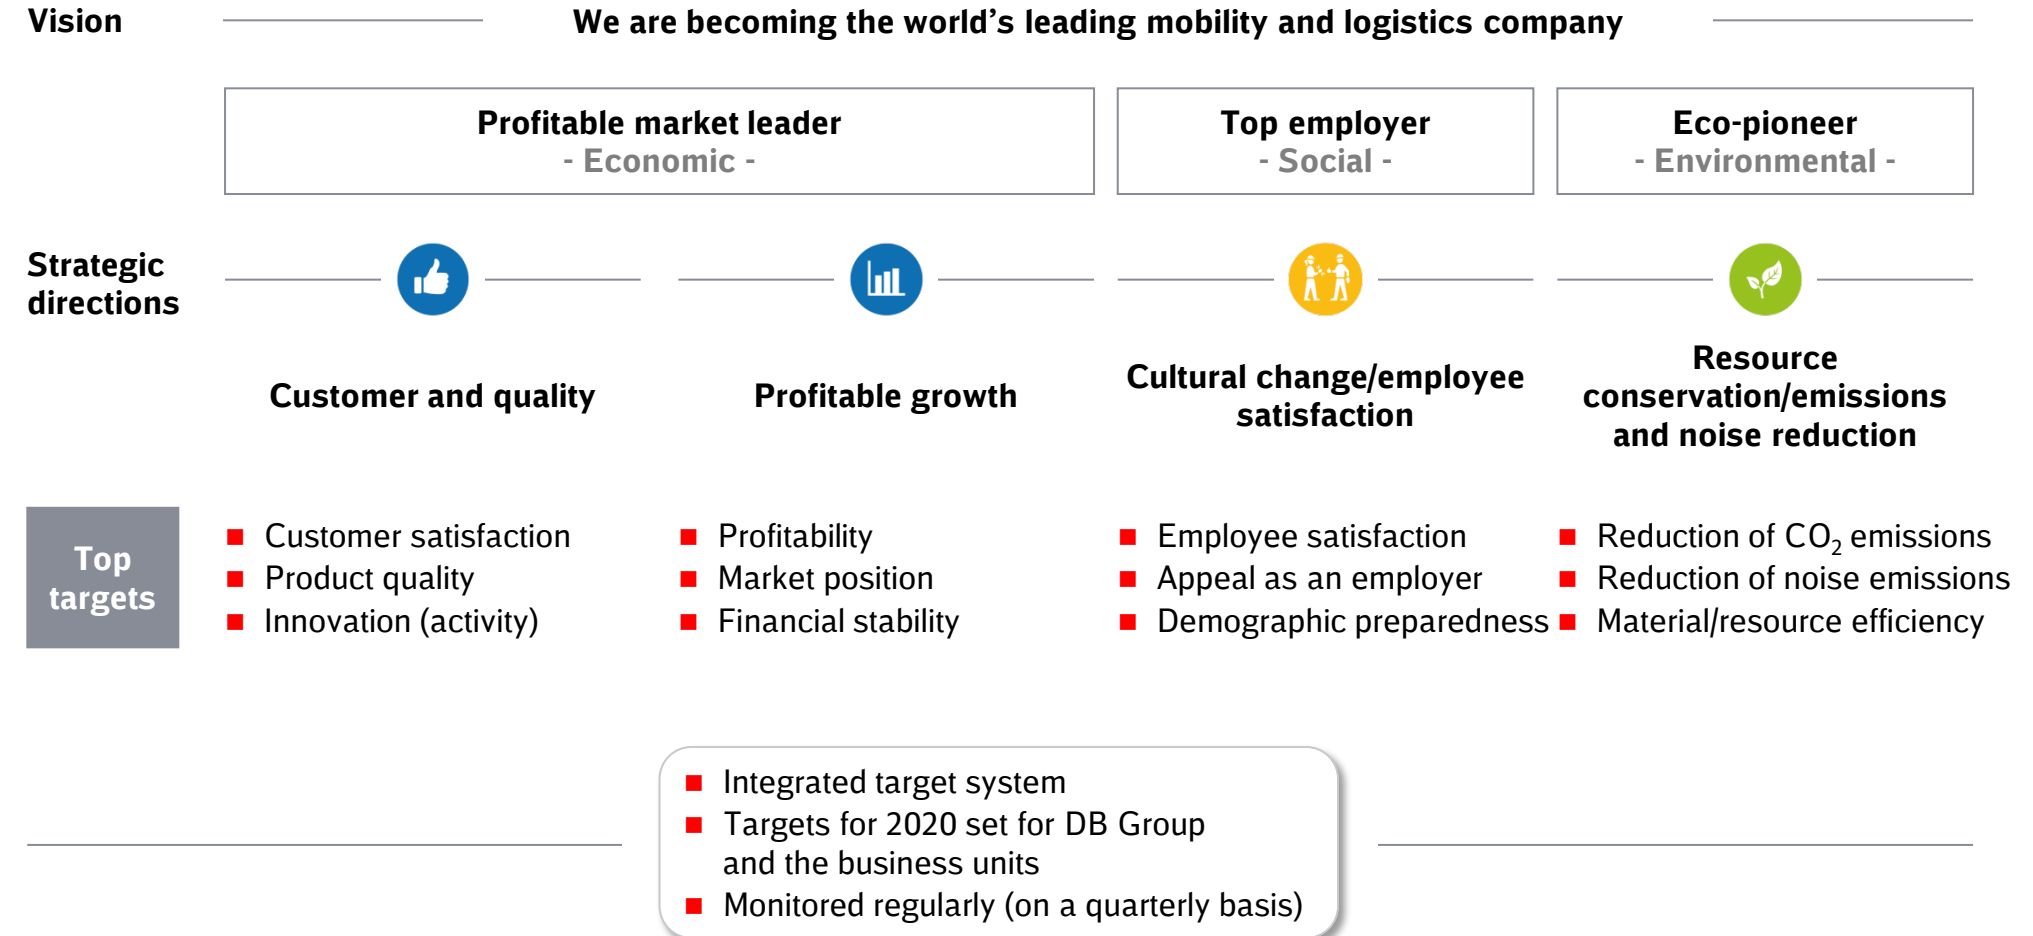 Vision
We are becoming the world’s leading mobility and logistics company
Profitable market leader
- Economic -
Top employer
- Social -
Eco-pioneer
- Environmental -
Strategic
directions
Customer and quality
Profitable growth
Cultural change/employee
satisfaction
Resource
conservation/emissions
and noise reduction
Top
targets
Customer satisfaction
Product quality
Innovation (activity)
Profitability
Market position
Financial stability
Employee satisfaction
Appeal as an employer
Demographic preparedness
Reduction of CO₂ emissions
Reduction of noise emissions
Material/resource efficiency
Integrated target system
Targets for 2020 set for DB Group
and the business units
Monitored regularly (on a quarterly basis)